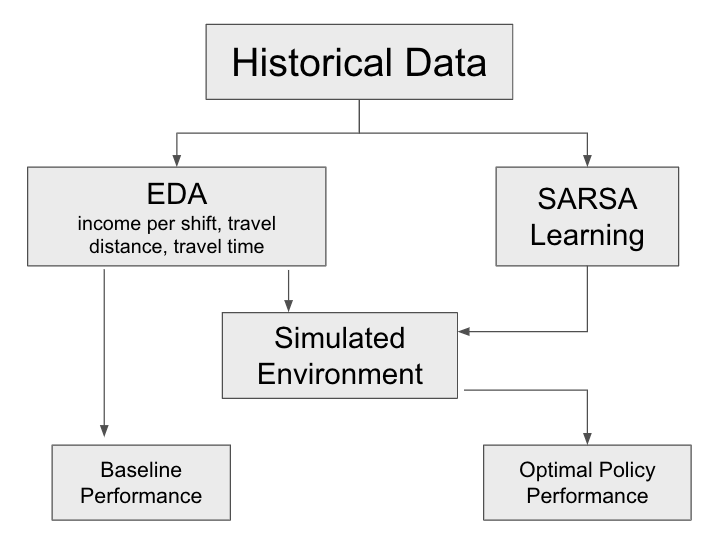 Historical Data
EDA
income per shift, travel
distance, travel time
SARSA
Learning
Simulated
Environment
Baseline
Performance
Optimal Policy
Performance